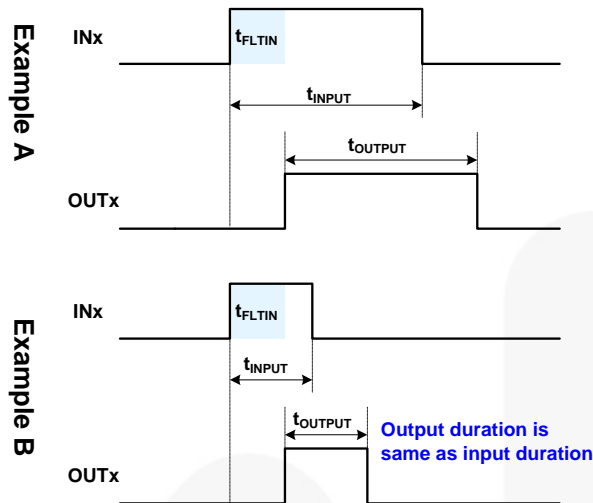 Example A
INx
tFLTIN
tINPUT
tOUTPUT
OUTx
Example B
INx
tFLTIN
tINPUT
tOUTPUT
Output duration is
same as input duration
OUTx